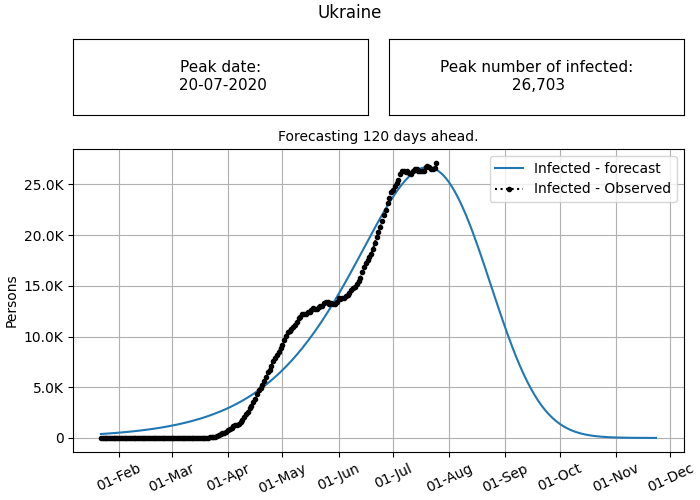 Ukraine
Peak date:
20-07-2020
Peak number of infected:
26,703
Forecasting 120 days ahead.
Infected - forecast
Infected - Observed
Persons
25.0K
20.0K
15.0K
10.0K
5.0K
0
01-Feb
01-Mar
01-Apr
01-May
01-Jun
01-Jul
01-Aug
01-Sep
01-Oct
01-Nov
01-Dec